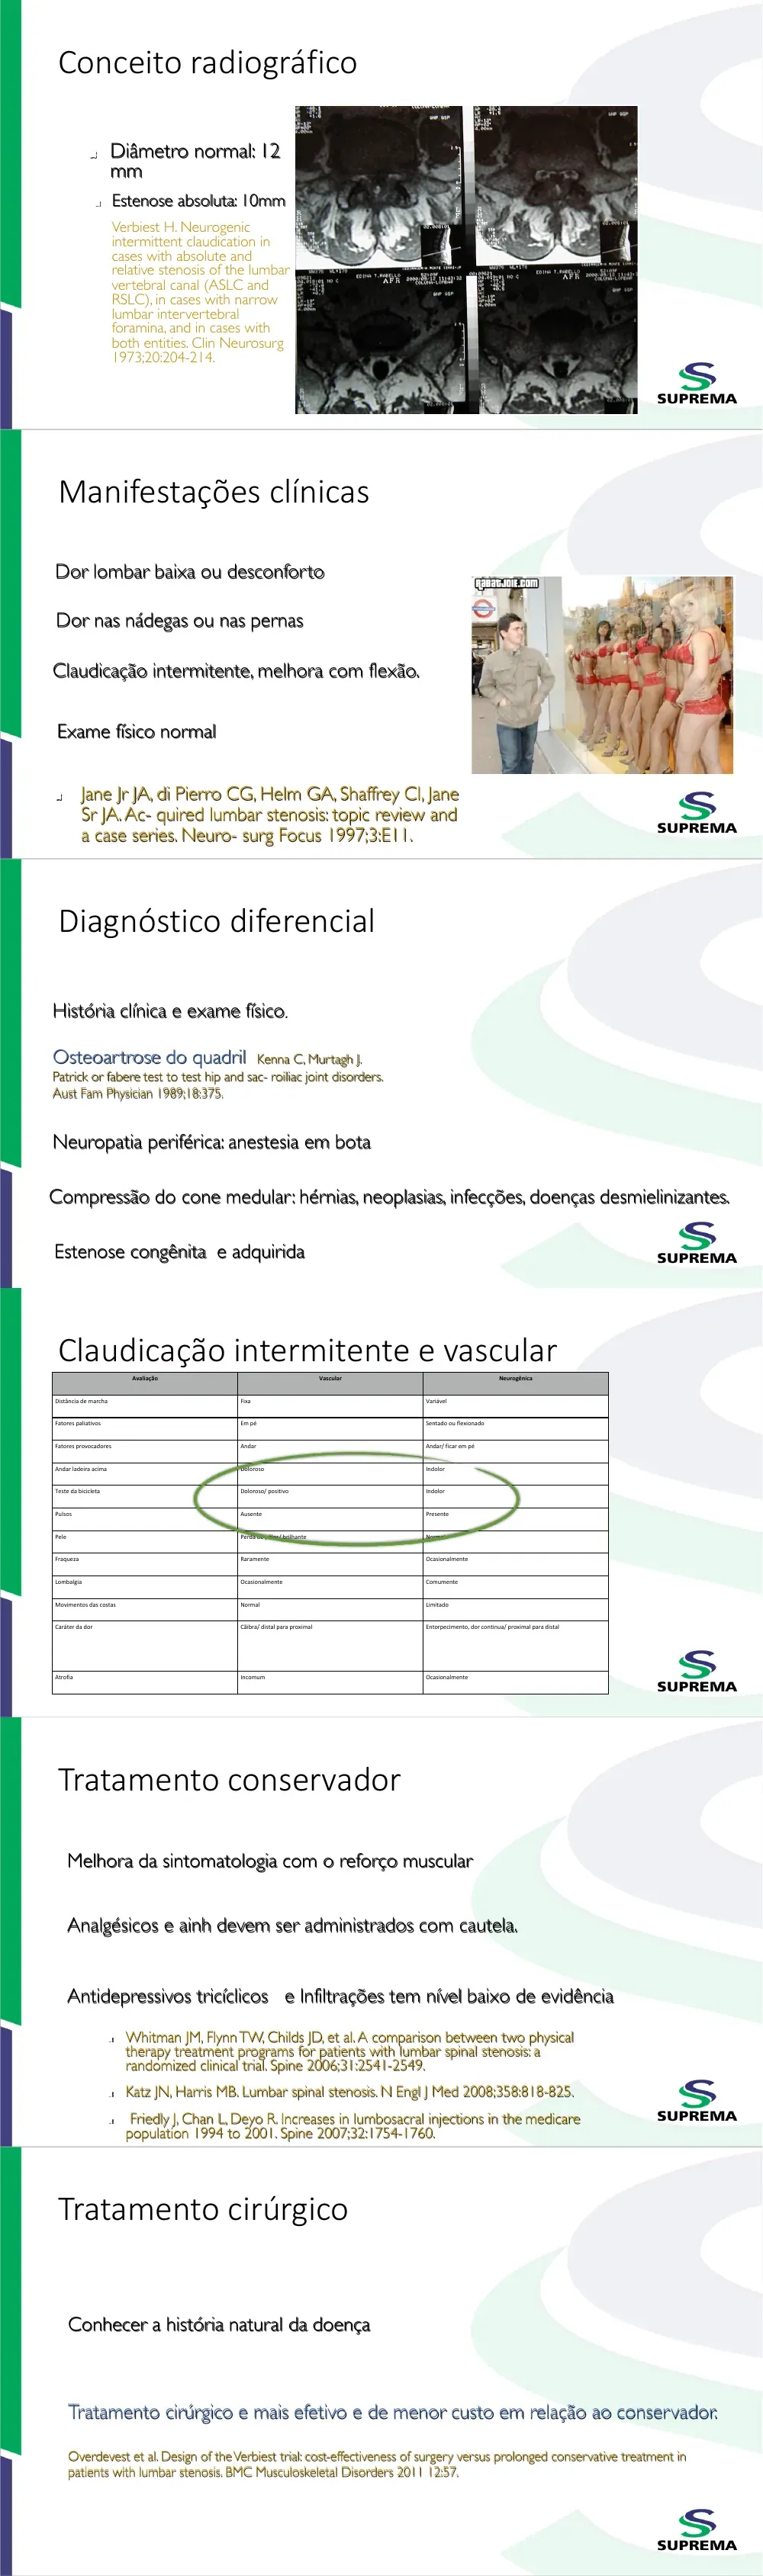 Conceito radiográfico
Diâmetro normal: 12
mm
Estenose absoluta: 10mm
Verbiest H. Neurogenic
intermittent claudication in
cases with absolute and
relative stenosis of the lumbar
vertebral canal (ASLC and
RSLC), in cases with narrow
lumbar intervertebral
foramina, and in cases with
both entities. Clin Neurosurg
1973;20:204-214.
SUPREMA
Manifestações clínicas
Dor lombar baixa ou desconforto
Dor nas nádegas ou nas pernas
Claudicação intermitente, melhora com flexão.
Exame físico normal
Jane Jr JA, di Pierro CG, Helm GA, Shaffrey CI, Jane
Sr JA. Ac- quired lumbar stenosis: topic review and
a case series. Neuro- surg Focus 1997;3:E11.
SUPREMA
Diagnóstico diferencial
História clínica e exame físico.
Osteoartrose do quadril Kenna C, Murtagh J.
Patrick or fabere test to test hip and sac- roiliac joint disorders.
Aust Fam Physician 1989;18:375.
Neuropatia periférica: anestesia em bota
Compressão do cone medular: hérnias, neoplasias, infecções, doenças desmielinizantes.
Estenose congênita e adquirida
SUPREMA
Claudicação intermitente e vascular
Avaliação Vascular Neurogênica
Distância de marcha Fixa Variável
Fatores paliativos Em pé Sentado ou flexionado
Fatores provocadores Andar Andar/ ficar em pé
Andar ladeira acima Doloroso Indolor
Teste da bicicleta Doloroso/ positivo Indolor
Pulsos Ausente Presente
Pele brilhante Normal
Fraqueza Raramente Ocasionalmente
Lombalgia Ocasionalmente Comumente
Movimentos das costas Normal Limitado
Caráter da dor Cãibra/ distal para proximal Entorpecimento, dor continua/ proximal para distal
Atrofia Incomum Ocasionalmente
SUPREMA
Tratamento conservador
Melhora da sintomatologia com o reforço muscular
Analgésicos e ainh devem ser administrados com cautela.
Antidepressivos tricíclicos e Infiltrações tem nível baixo de evidência
Whitman JM, Flynn TW, Childs JD, et al. A comparison between two physical
therapy treatment programs for patients with lumbar spinal stenosis: a
randomized clinical trial. Spine 2006;31:2541-2549.
Katz JN, Harris MB. Lumbar spinal stenosis. N Engl J Med 2008;358:818-825.
Friedly J, Chan L, Deyo R. Increases in lumbosacral injections in the medicare
population 1994 to 2001. Spine 2007;32:1754-1760.
SUPREMA
Tratamento cirúrgico
Conhecer a história natural da doença
Tratamento cirúrgico e mais efetivo e de menor custo em relação ao conservador.
Overdevest et al. Design of the Verbiest trial: cost-effectiveness of surgery versus prolonged conservative treatment in
patients with lumbar stenosis. BMC Musculoskeletal Disorders 2011 12:57.
SUPREMA